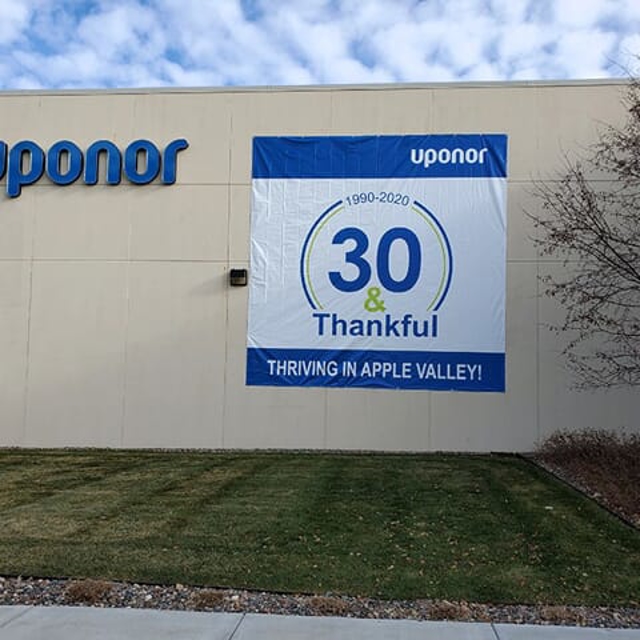 uponor
uponor
1990-2020
30
&
Thankful
THRIVING IN APPLE VALLEY!